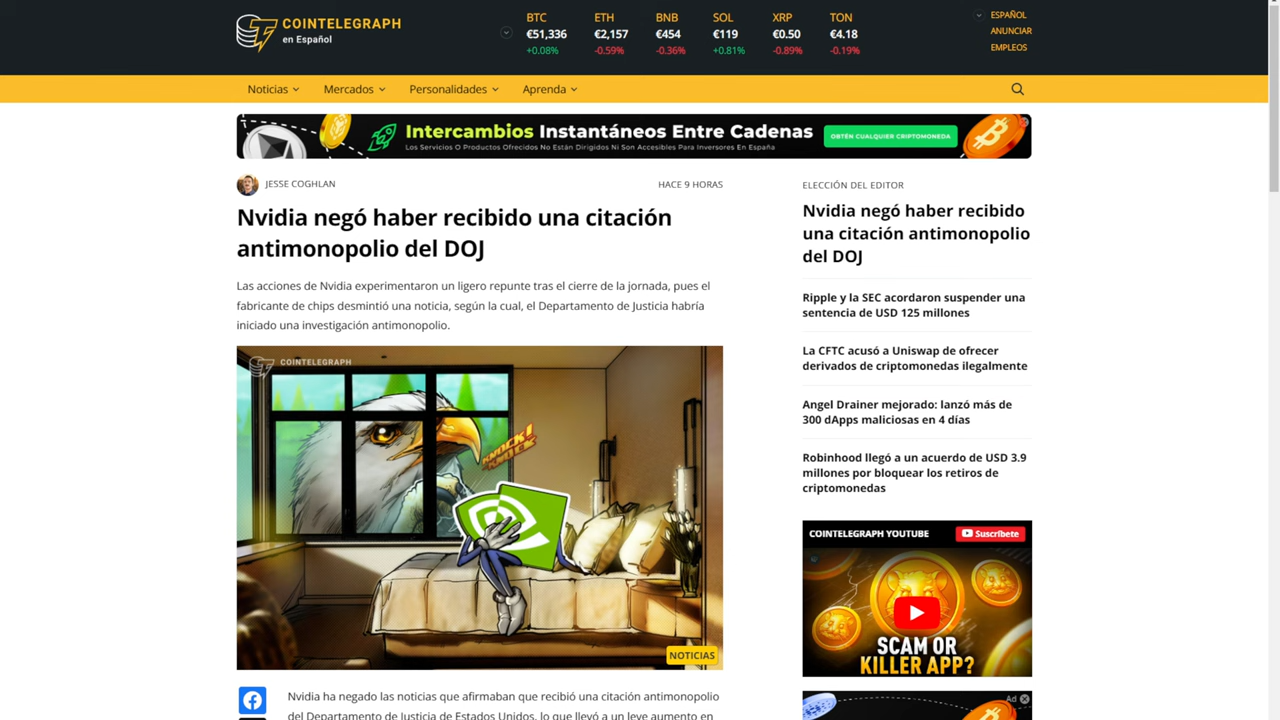 COINTELEGRAPH
en Español
BTC ETH BNB SOL XRP TON
€51,336 €2,157 €454 €119 €0.50 €4.18
+0.08% -0.59% -0.36% +0.81% -0.89% -0.19%
ESPAÑOL
ANUNCIAR
EMPLEOS
Noticias Mercados Personalidades Aprenda
Intercambios Instantáneos Entre Cadenas
Los Servicios O Productos Ofrecidos No Están Dirigidos Ni Son Accesibles Para Inversores En España
OBTÉN CUALQUIER CRIPTOMONEDA
JESSE COGHLAN
HACE 9 HORAS
Nvidia negó haber recibido una citación
antimonopolio del DOJ
Las acciones de Nvidia experimentaron un ligero repunte tras el cierre de la jornada, pues el
fabricante de chips desmintió una noticia, según la cual, el Departamento de Justicia habría
iniciado una investigación antimonopolio.
COINTELEGRAPH
KNOCK!
KNOCK
NOTICIAS
Nvidia ha negado las noticias que afirmaban que recibió una citación antimonopolio
del Departamento de Justicia de Estados Unidos, lo que llevó a un leve aumento en
ELECCIÓN DEL EDITOR
Nvidia negó haber recibido
una citación antimonopolio
del DOJ
Ripple y la SEC acordaron suspender una
sentencia de USD 125 millones
La CFTC acusó a Uniswap de ofrecer
derivados de criptomonedas ilegalmente
Angel Drainer mejorado: lanzó más de
300 dApps maliciosas en 4 días
Robinhood llegó a un acuerdo de USD 3.9
millones por bloquear los retiros de
criptomonedas
COINTELEGRAPH YOUTUBE
Suscríbete
SCAM OR
KILLER APP?
Ad